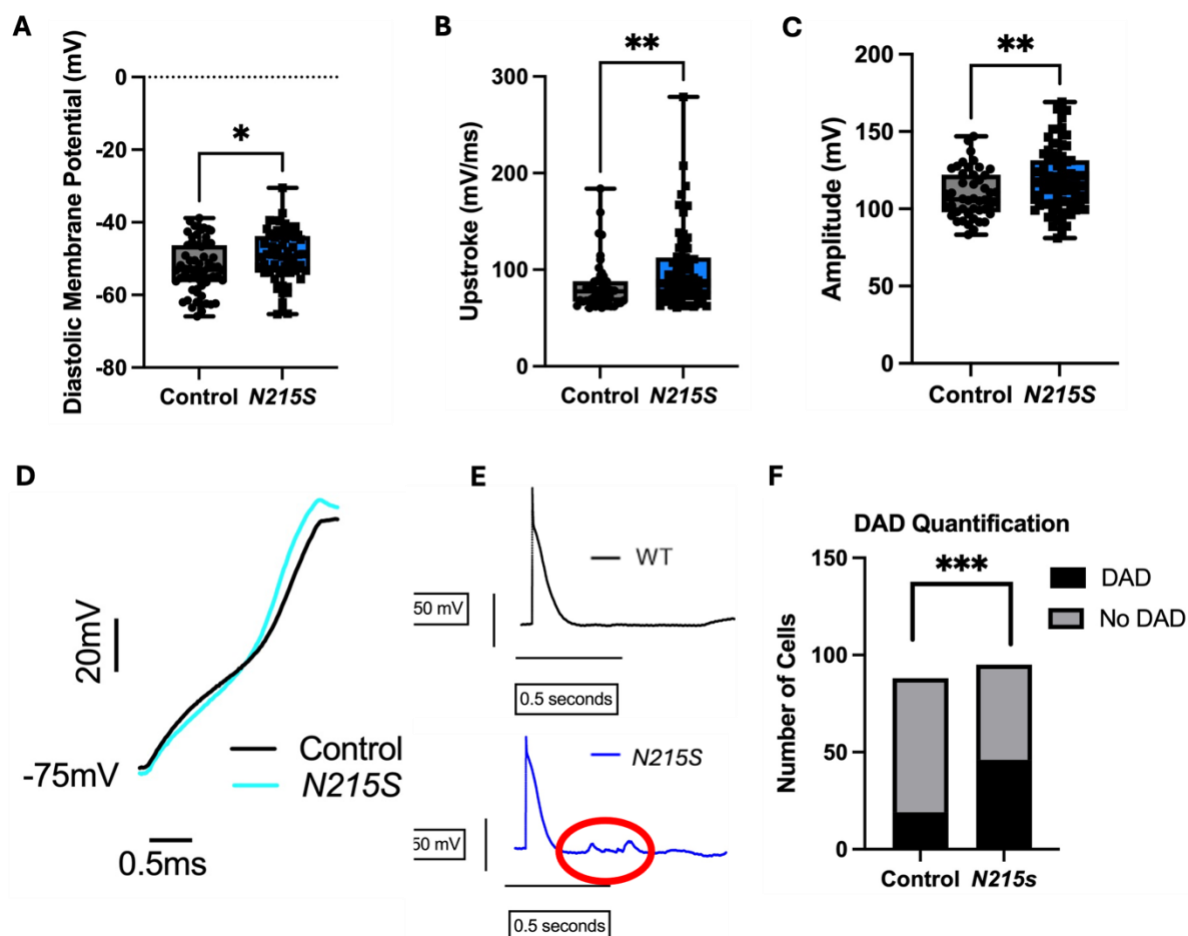 A
Diastolic Membrane Potential (mV)
0
-20
-40
-60
-80
*
Control N215S
B
Upstroke (mV/ms)
300
200
100
0
**
Control N215S
C
Amplitude (mV)
200
150
100
50
0
**
Control N215S
D
20mV
-75mV
Control
N215S
0.5ms
E
WT
50 mV
0.5 seconds
N215S
50 mV
0.5 seconds
F
DAD Quantification
Number of Cells
150
100
50
0
***
DAD
No DAD
Control N215s